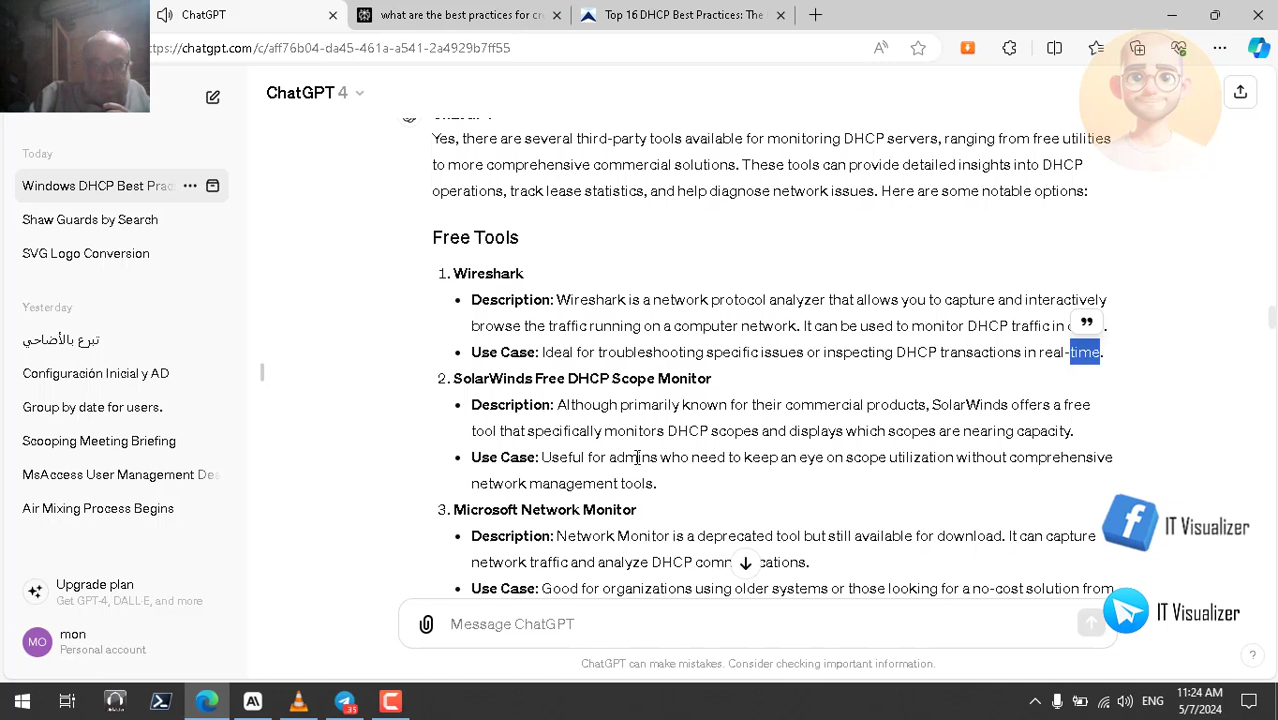 ChatGPT
what are the best practices for cr
Top 16 DHCP Best Practices: The
ttps://chatgpt.com/c/aff76b04-da45-461a-a541-2a4929b7ff55
ChatGPT 4
Today
Windows DHCP Best Prac
Shaw Guards by Search
SVG Logo Conversion
Yesterday
تبرع بالأضاحي
Configuración Inicial y AD
Group by date for users.
Scooping Meeting Briefing
MsAccess User Management Des
Air Mixing Process Begins
Upgrade plan
Get GPT-4, DALL·E, and more
MO
mon
Personal account
Yes, there are several third-party tools available for monitoring DHCP servers, ranging from free utilities
to more comprehensive commercial solutions. These tools can provide detailed insights into DHCP
operations, track lease statistics, and help diagnose network issues. Here are some notable options:
Free Tools
1. Wireshark
• Description: Wireshark is a network protocol analyzer that allows you to capture and interactively
browse the traffic running on a computer network. It can be used to monitor DHCP traffic in
• Use Case: Ideal for troubleshooting specific issues or inspecting DHCP transactions in real-time.
2. SolarWinds Free DHCP Scope Monitor
• Description: Although primarily known for their commercial products, SolarWinds offers a free
tool that specifically monitors DHCP scopes and displays which scopes are nearing capacity.
• Use Case: Useful for admins who need to keep an eye on scope utilization without comprehensive
network management tools.
3. Microsoft Network Monitor
• Description: Network Monitor is a deprecated tool but still available for download. It can capture
network traffic and analyze DHCP comm cations.
• Use Case: Good for organizations using older systems or those looking for a no-cost solution from
Message ChatGPT
ChatGPT can make mistakes. Consider checking important information.
IT Visualizer
IT Visualizer
35
ENG
11:24 AM
5/7/2024